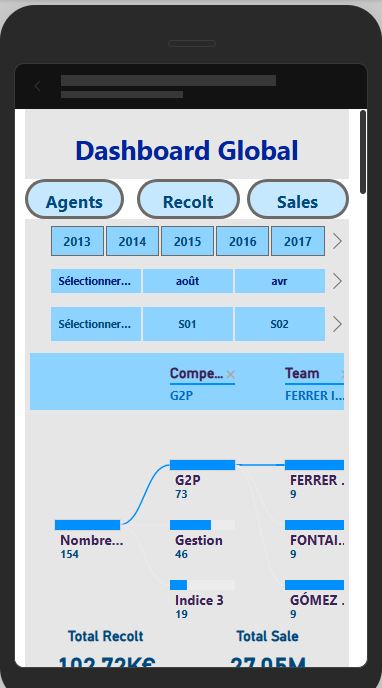 Dashboard Global
Agents Recolt Sales
2013 2014 2015 2016 2017
Sélectionner... août avr
Sélectionner... S01 S02
Compe... Team
G2P FERRER I...
G2P FERRER ...
73 9
Nombre... Gestion FONTAI...
154 46 9
Indice 3 GÓMEZ ...
19 9
Total Recolt Total Sale
102,72K€ 27,05M